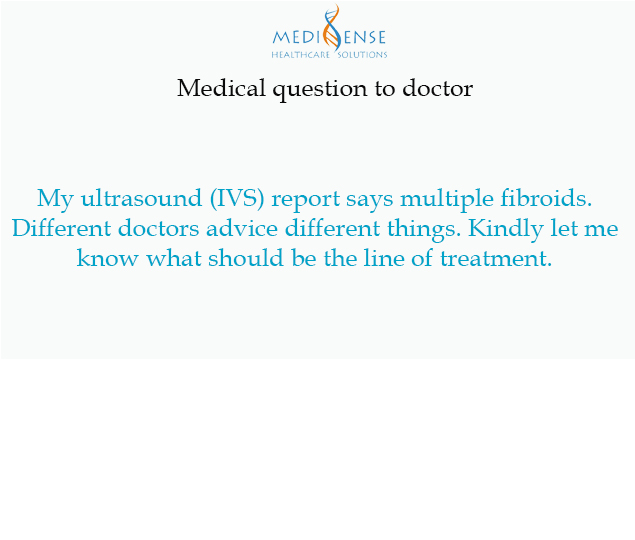 MEDISENSE
HEALTHCARE SOLUTIONS
Medical question to doctor
My ultrasound (IVS) report says multiple fibroids.
Different doctors advice different things. Kindly let me
know what should be the line of treatment.